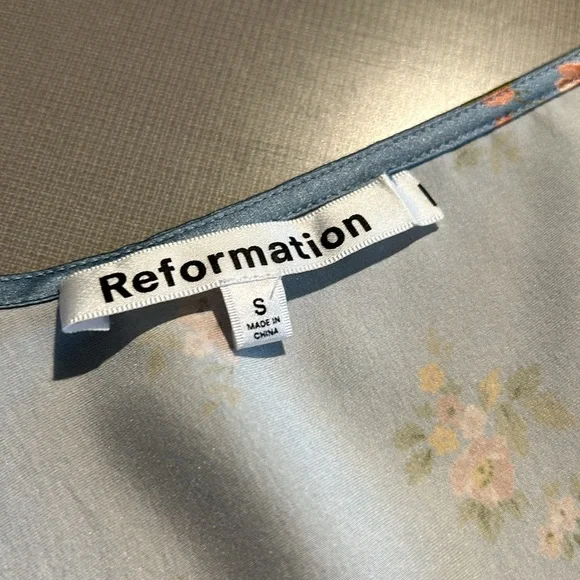 Reformation
S
MADE IN
CHINA